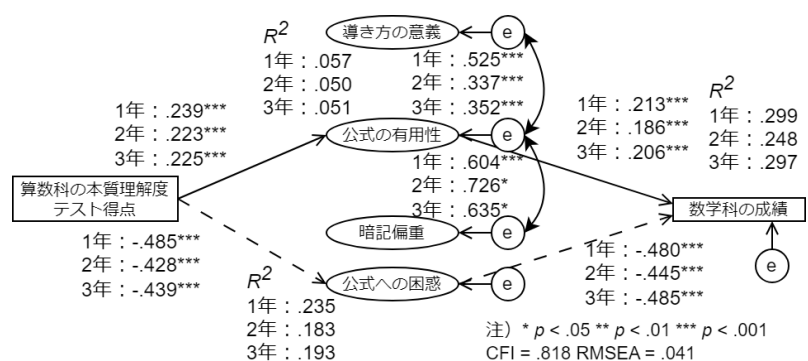 導き方の意義
e
R²
1年：.057
2年：.050
3年：.051
1年：.525***
2年：.337***
3年：.352***
1年：.239***
2年：.223***
3年：.225***
公式の有用性
e
1年：.213***
2年：.186***
3年：.206***
R²
1年：.299
2年：.248
3年：.297
1年：.604***
2年：.726*
3年：.635*
算数科の本質理解度
テスト得点
数学科の成績
e
暗記偏重
e
1年：-.485***
2年：-.428***
3年：-.439***
公式への困惑
e
1年：-.480***
2年：-.445***
3年：-.485***
R²
1年：.235
2年：.183
3年：.193
注）* p < .05 ** p < .01 *** p < .001
CFI = .818 RMSEA = .041